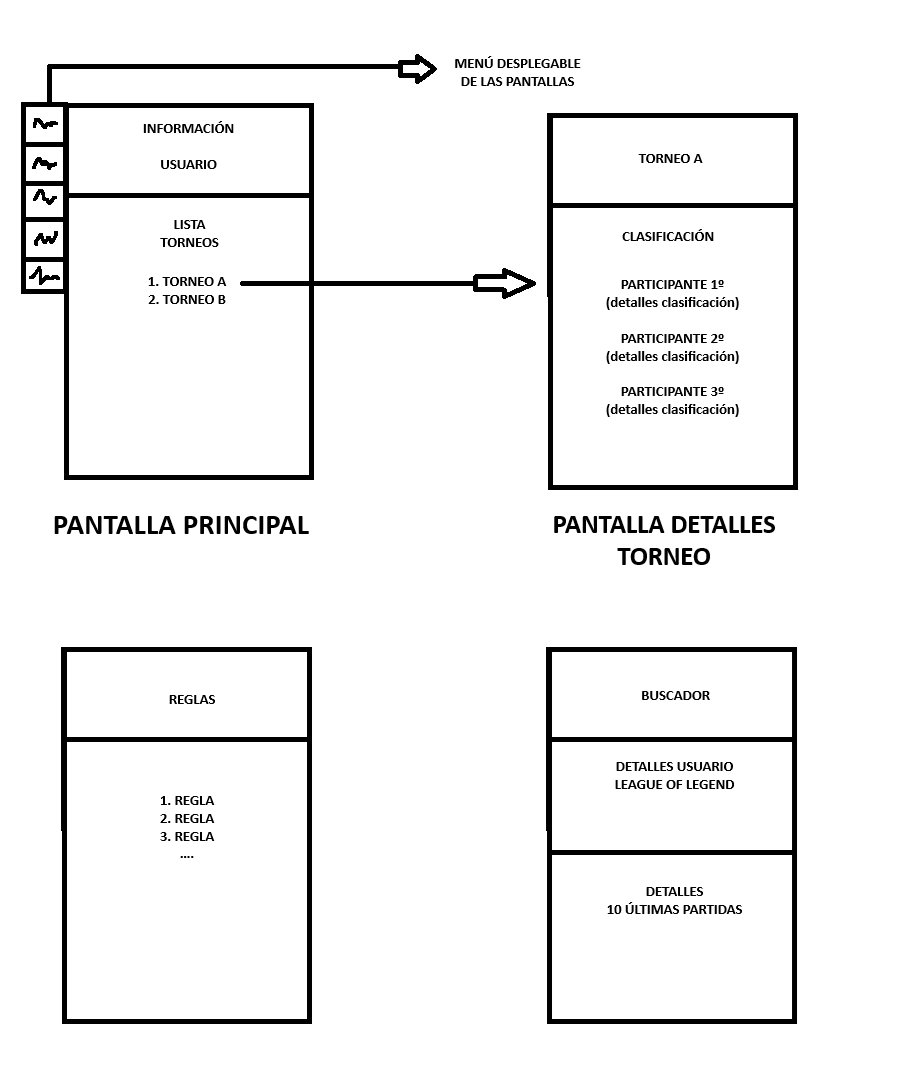 MENÚ DESPLEGABLE
DE LAS PANTALLAS
INFORMACIÓN
USUARIO
LISTA
TORNEOS
1. TORNEO A
2. TORNEO B
PANTALLA PRINCIPAL
TORNEO A
CLASIFICACIÓN
PARTICIPANTE 1º
(detalles clasificación)
PARTICIPANTE 2º
(detalles clasificación)
PARTICIPANTE 3º
(detalles clasificación)
PANTALLA DETALLES
TORNEO
REGLAS
1. REGLA
2. REGLA
3. REGLA
....
BUSCADOR
DETALLES USUARIO
LEAGUE OF LEGEND
DETALLES
10 ÚLTIMAS PARTIDAS